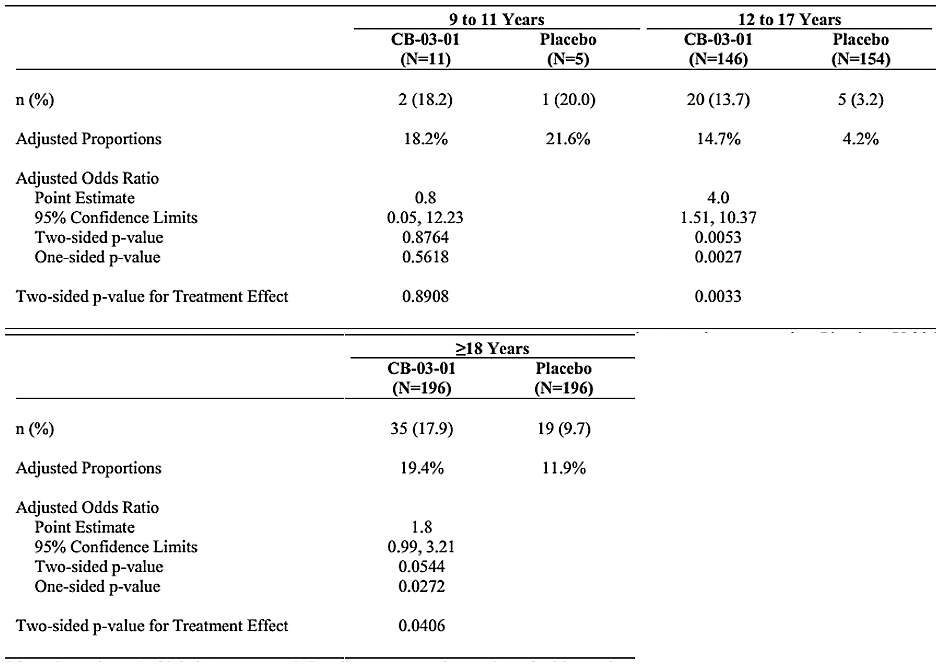 9 to 11 Years 12 to 17 Years
CB-03-01 Placebo CB-03-01 Placebo
(N=11) (N=5) (N=146) (N=154)
n (%) 2 (18.2) 1 (20.0) 20 (13.7) 5 (3.2)
Adjusted Proportions 18.2% 21.6% 14.7% 4.2%
Adjusted Odds Ratio
Point Estimate 0.8 4.0
95% Confidence Limits 0.05, 12.23 1.51, 10.37
Two-sided p-value 0.8764 0.0053
One-sided p-value 0.5618 0.0027
Two-sided p-value for Treatment Effect 0.8908 0.0033
≥18 Years
CB-03-01 Placebo
(N=196) (N=196)
n (%) 35 (17.9) 19 (9.7)
Adjusted Proportions 19.4% 11.9%
Adjusted Odds Ratio
Point Estimate 1.8
95% Confidence Limits 0.99, 3.21
Two-sided p-value 0.0544
One-sided p-value 0.0272
Two-sided p-value for Treatment Effect 0.0406